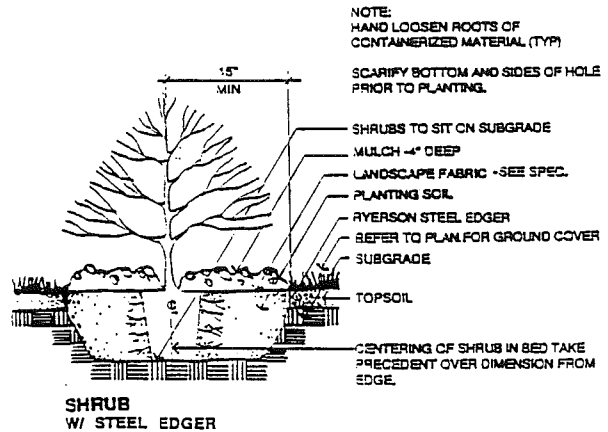 NOTE:
HAND LOOSEN ROOTS OF
CONTAINERIZED MATERIAL (TYP)
SCARIFY BOTTOM AND SIDES OF HOLE
PRIOR TO PLANTING.
15"
MIN
SHRUBS TO SIT ON SUBGRADE
MULCH -4" DEEP
LANDSCAPE FABRIC -SEE SPEC.
PLANTING SOIL
RYERSON STEEL EDGER
REFER TO PLAN FOR GROUND COVER
SUBGRADE
TOPSOIL
CENTERING OF SHRUB IN BED TAKE
PRECEDENT OVER DIMENSION FROM
EDGE.
SHRUB
W/ STEEL EDGER